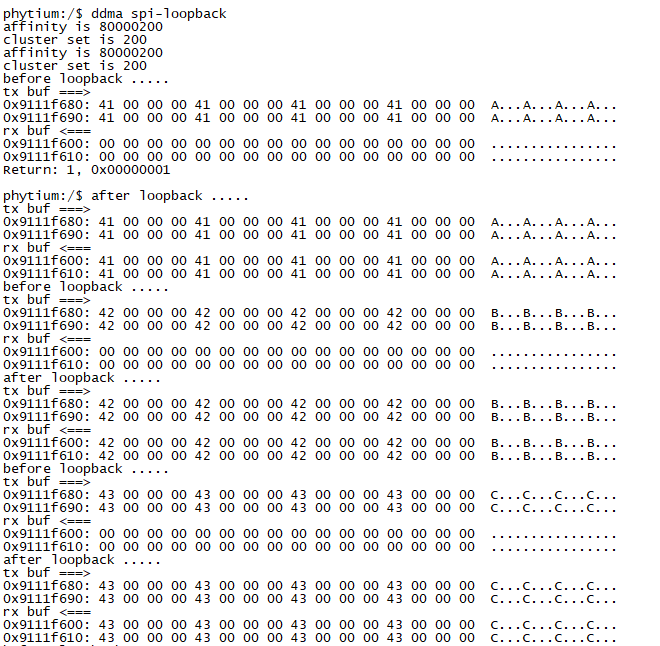 phytium:/$ ddma spi-loopback
affinity is 80000200
cluster set is 200
affinity is 80000200
cluster set is 200
before loopback .....
tx buf ===>
0x9111f680: 41 00 00 00 41 00 00 00 41 00 00 00 41 00 00 00  A...A...A...A...
0x9111f690: 41 00 00 00 41 00 00 00 41 00 00 00 41 00 00 00  A...A...A...A...
rx buf <===
0x9111f600: 00 00 00 00 00 00 00 00 00 00 00 00 00 00 00 00  ................
0x9111f610: 00 00 00 00 00 00 00 00 00 00 00 00 00 00 00 00  ................
Return: 1, 0x00000001
phytium:/$ after loopback .....
tx buf ===>
0x9111f680: 41 00 00 00 41 00 00 00 41 00 00 00 41 00 00 00  A...A...A...A...
0x9111f690: 41 00 00 00 41 00 00 00 41 00 00 00 41 00 00 00  A...A...A...A...
rx buf <===
0x9111f600: 41 00 00 00 41 00 00 00 41 00 00 00 41 00 00 00  A...A...A...A...
0x9111f610: 41 00 00 00 41 00 00 00 41 00 00 00 41 00 00 00  A...A...A...A...
before loopback .....
tx buf ===>
0x9111f680: 42 00 00 00 42 00 00 00 42 00 00 00 42 00 00 00  B...B...B...B...
0x9111f690: 42 00 00 00 42 00 00 00 42 00 00 00 42 00 00 00  B...B...B...B...
rx buf <===
0x9111f600: 00 00 00 00 00 00 00 00 00 00 00 00 00 00 00 00  ................
0x9111f610: 00 00 00 00 00 00 00 00 00 00 00 00 00 00 00 00  ................
after loopback .....
tx buf ===>
0x9111f680: 42 00 00 00 42 00 00 00 42 00 00 00 42 00 00 00  B...B...B...B...
0x9111f690: 42 00 00 00 42 00 00 00 42 00 00 00 42 00 00 00  B...B...B...B...
rx buf <===
0x9111f600: 42 00 00 00 42 00 00 00 42 00 00 00 42 00 00 00  B...B...B...B...
0x9111f610: 42 00 00 00 42 00 00 00 42 00 00 00 42 00 00 00  B...B...B...B...
before loopback .....
tx buf ===>
0x9111f680: 43 00 00 00 43 00 00 00 43 00 00 00 43 00 00 00  C...C...C...C...
0x9111f690: 43 00 00 00 43 00 00 00 43 00 00 00 43 00 00 00  C...C...C...C...
rx buf <===
0x9111f600: 00 00 00 00 00 00 00 00 00 00 00 00 00 00 00 00  ................
0x9111f610: 00 00 00 00 00 00 00 00 00 00 00 00 00 00 00 00  ................
after loopback .....
tx buf ===>
0x9111f680: 43 00 00 00 43 00 00 00 43 00 00 00 43 00 00 00  C...C...C...C...
0x9111f690: 43 00 00 00 43 00 00 00 43 00 00 00 43 00 00 00  C...C...C...C...
rx buf <===
0x9111f600: 43 00 00 00 43 00 00 00 43 00 00 00 43 00 00 00  C...C...C...C...
0x9111f610: 43 00 00 00 43 00 00 00 43 00 00 00 43 00 00 00  C...C...C...C...